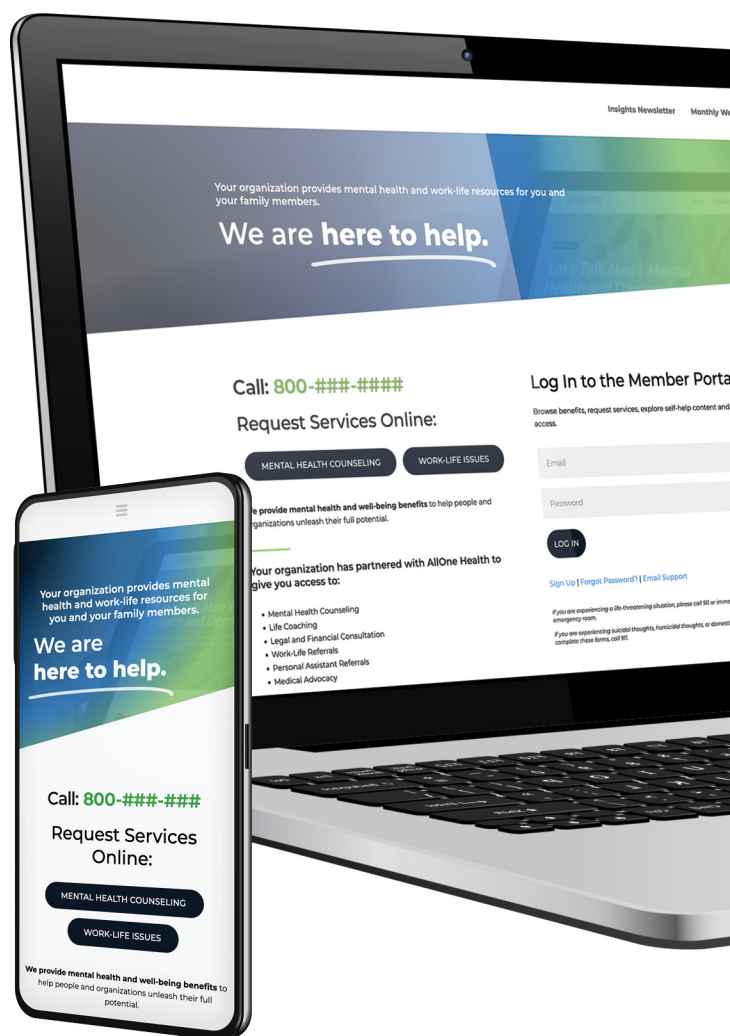 Insights Newsletter Monthly
Your organization provides mental health and work-life resources for you and
your family members.
We are here to help.
Let's Talk Men's Mental
Health and
Call: 800-###-####
Request Services Online:
MENTAL HEALTH COUNSELING WORK-LIFE ISSUES
provide mental health and well-being benefits to help people and
organizations unleash their full potential.
Your organization has partnered with AllOne Health to
give you access to:
• Mental Health Counseling
• Life Coaching
• Legal and Financial Consultation
• Work-Life Referrals
• Personal Assistant Referrals
• Medical Advocacy
Log In to the Member
Browse benefits, request services, explore self-help content and
access.
Email
Password
LOG IN
Sign Up | Forgot Password? | Email Support
If you are experiencing a life-threatening situation, please call 911 or
emergency room.
If you are experiencing suicidal thoughts, homicidal thoughts, or
complete these forms, call 911.
Your organization provides mental
health and work-life resources for
you and your family members.
We are
here to help.
Call: 800-###-###
Request Services
Online:
MENTAL HEALTH COUNSELING
WORK-LIFE ISSUES
We provide mental health and well-being benefits to
help people and organizations unleash their full
potential.